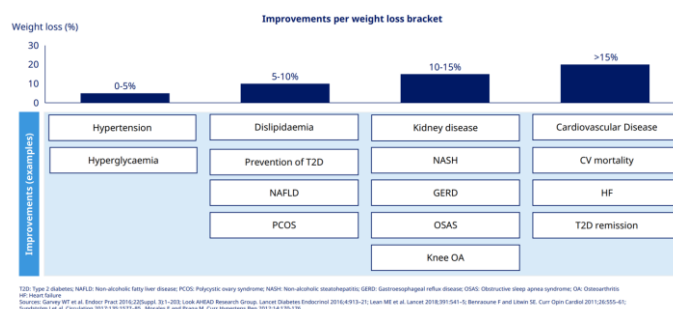 Improvements per weight loss bracket
Weight loss (%)
30
20
10
0
0-5%
5-10%
10-15%
>15%
Improvements (examples)
Hypertension
Dislipidaemia
Kidney disease
Cardiovascular Disease
Hyperglycaemia
Prevention of T2D
NASH
CV mortality
NAFLD
GERD
HF
PCOS
OSAS
T2D remission
Knee OA
T2D: Type 2 diabetes; NAFLD: Non-alcoholic fatty liver disease; PCOS: Polycystic ovary syndrome; NASH: Non-alcoholic steatohepatitis; GERD: Gastroesophageal reflux disease; OSAS: Obstructive sleep apnea syndrome; OA: Osteoarthritis
HF: Heart failure
Sources: Garvey WT et al. Endocr Pract 2016;22(Suppl. 3):1–203; Look AHEAD Research Group. Lancet Diabetes Endocrinol 2016;4:913–21; Lean ME et al. Lancet 2018;391:541–5; Benraoune F and Litwin SE. Curr Opin Cardiol 2011;26:555–61;